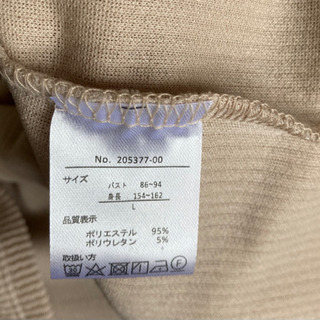 No. 205377-00
サイズ
バスト 86~94
身長 154~162
L
品質表示
ポリエステル 95%
ポリウレタン 5%
取扱い方